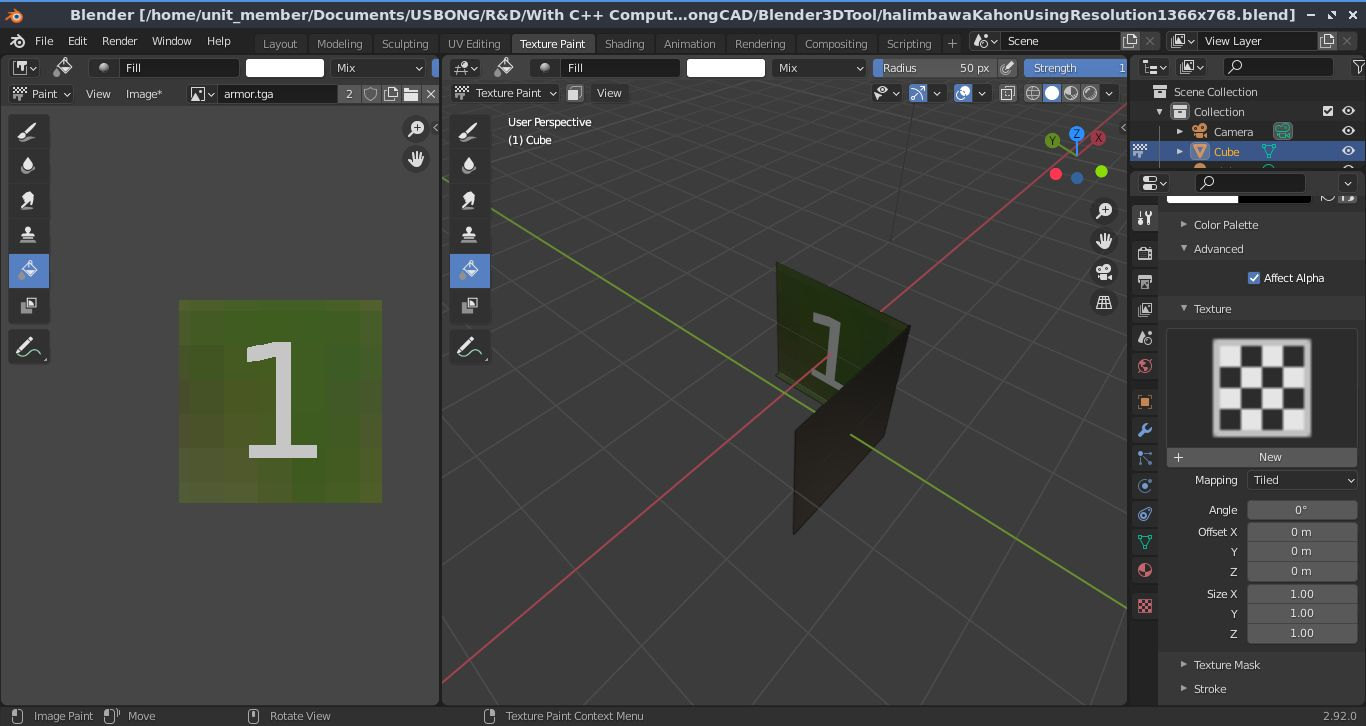 Blender [/home/unit_member/Documents/USBONG/R&D/With C++ Comput...ongCAD/Blender3DTool/halimbawaKahonUsingResolution1366x768.blend]
File Edit Render Window Help Layout Modeling Sculpting UV Editing Texture Paint Shading Animation Rendering Compositing Scripting + Scene View Layer
Fill Mix Fill Mix Radius 50 px Strength 1
Paint View Image* armor.tga 2 Texture Paint View
Scene Collection
Collection
Camera
Cube
User Perspective
(1) Cube
Z
Y
X
1
1
Color Palette
Advanced
Affect Alpha
Texture
+ New
Mapping Tiled
Angle 0°
Offset X 0 m
Y 0 m
Z 0 m
Size X 1.00
Y 1.00
Z 1.00
Texture Mask
Stroke
Image Paint Move Rotate View Texture Paint Context Menu 2.92.0